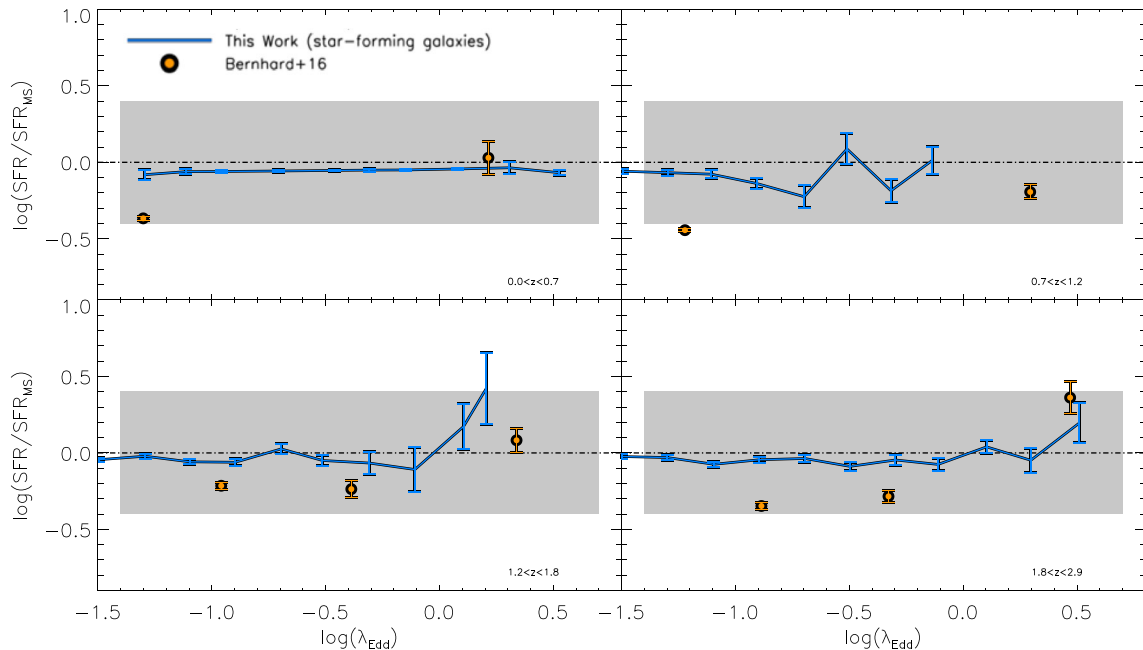 This Work (star-forming galaxies)
Bernhard+16
1.0
0.5
0.0
−0.5
log(SFR/SFR_MS)
0.0<z<0.7
0.7<z<1.2
1.0
0.5
0.0
−0.5
log(SFR/SFR_MS)
1.2<z<1.8
1.8<z<2.9
−1.5 −1.0 −0.5 0.0 0.5 −1.5 −1.0 −0.5 0.0 0.5
log(λ_Edd) log(λ_Edd)